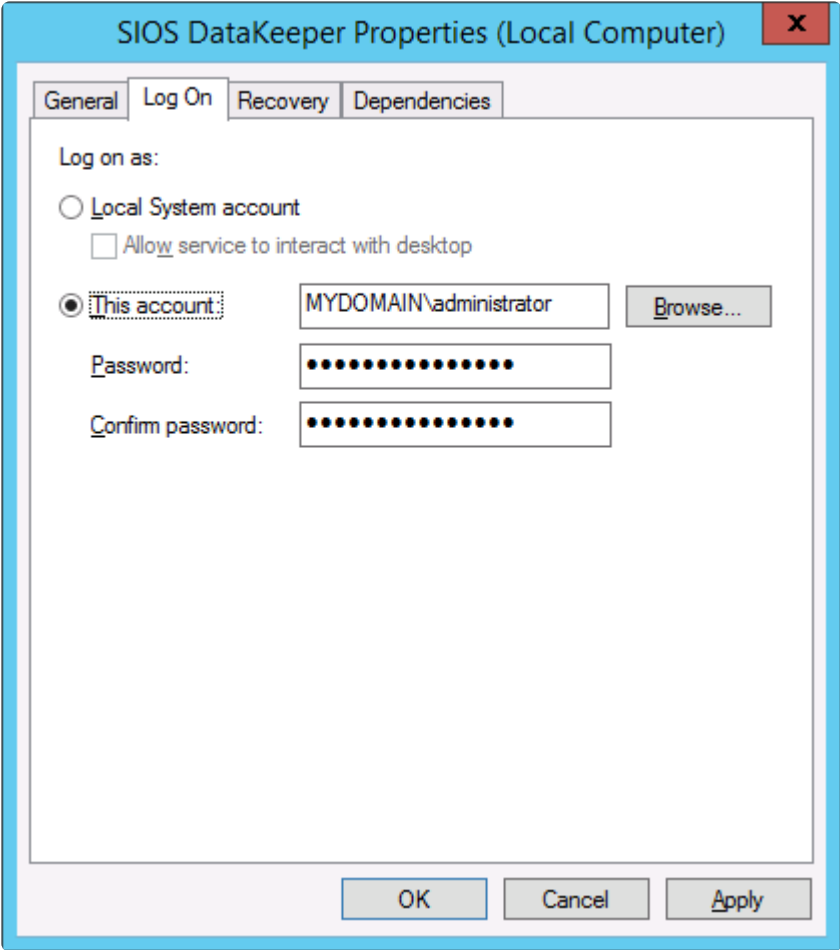 SIOS DataKeeper Properties (Local Computer)
x
General Log On Recovery Dependencies
Log on as:
Local System account
Allow service to interact with desktop
This account: MYDOMAIN\administrator Browse...
Password: •••••••••••••••
Confirm password: •••••••••••••••
OK Cancel Apply